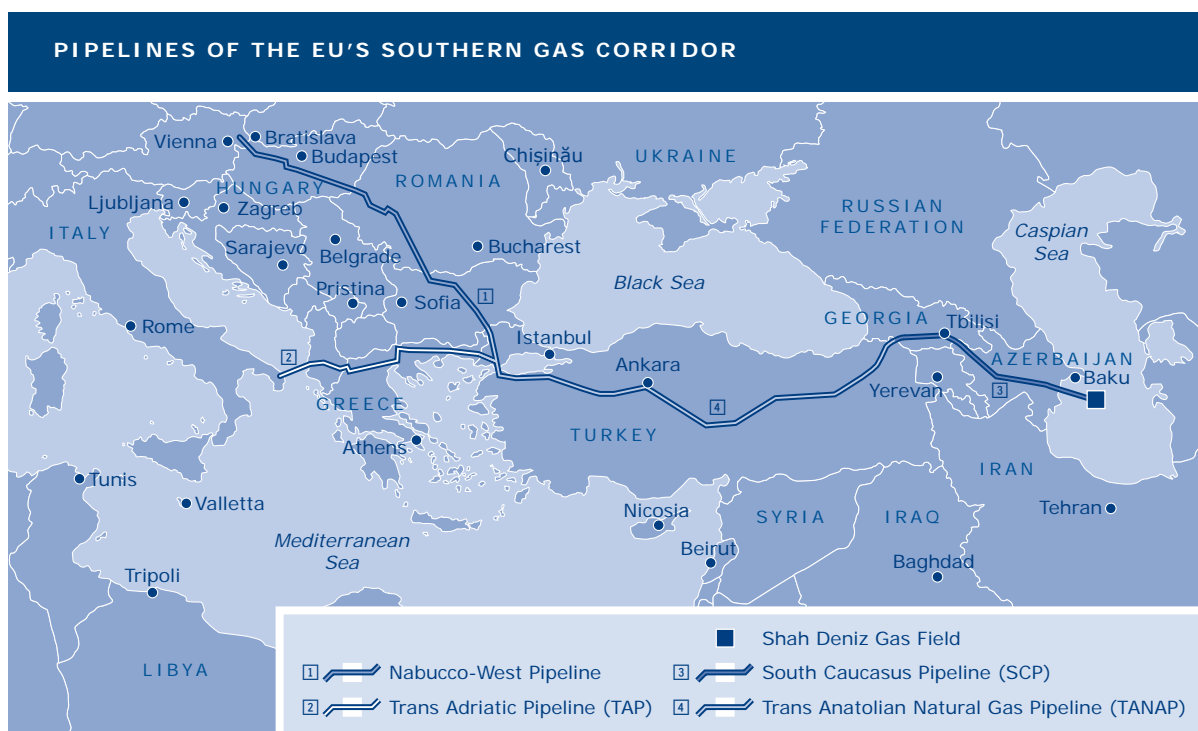 PIPELINES OF THE EU'S SOUTHERN GAS CORRIDOR
Vienna
Bratislava
Budapest
Chișinău
UKRAINE
HUNGARY
ROMANIA
Ljubljana
Zagreb
ITALY
RUSSIAN
FEDERATION
Caspian
Sea
Sarajevo
Belgrade
Bucharest
Black Sea
Pristina
Sofia
1
Rome
Istanbul
GEORGIA
Tbilisi
2
Ankara
AZERBAIJAN
Baku
Yerevan
3
GREECE
4
TURKEY
Athens
IRAN
Tunis
Valletta
Nicosia
SYRIA
IRAQ
Tehran
Mediterranean
Sea
Beirut
Baghdad
Tripoli
LIBYA
Shah Deniz Gas Field
1 Nabucco-West Pipeline
3 South Caucasus Pipeline (SCP)
2 Trans Adriatic Pipeline (TAP)
4 Trans Anatolian Natural Gas Pipeline (TANAP)